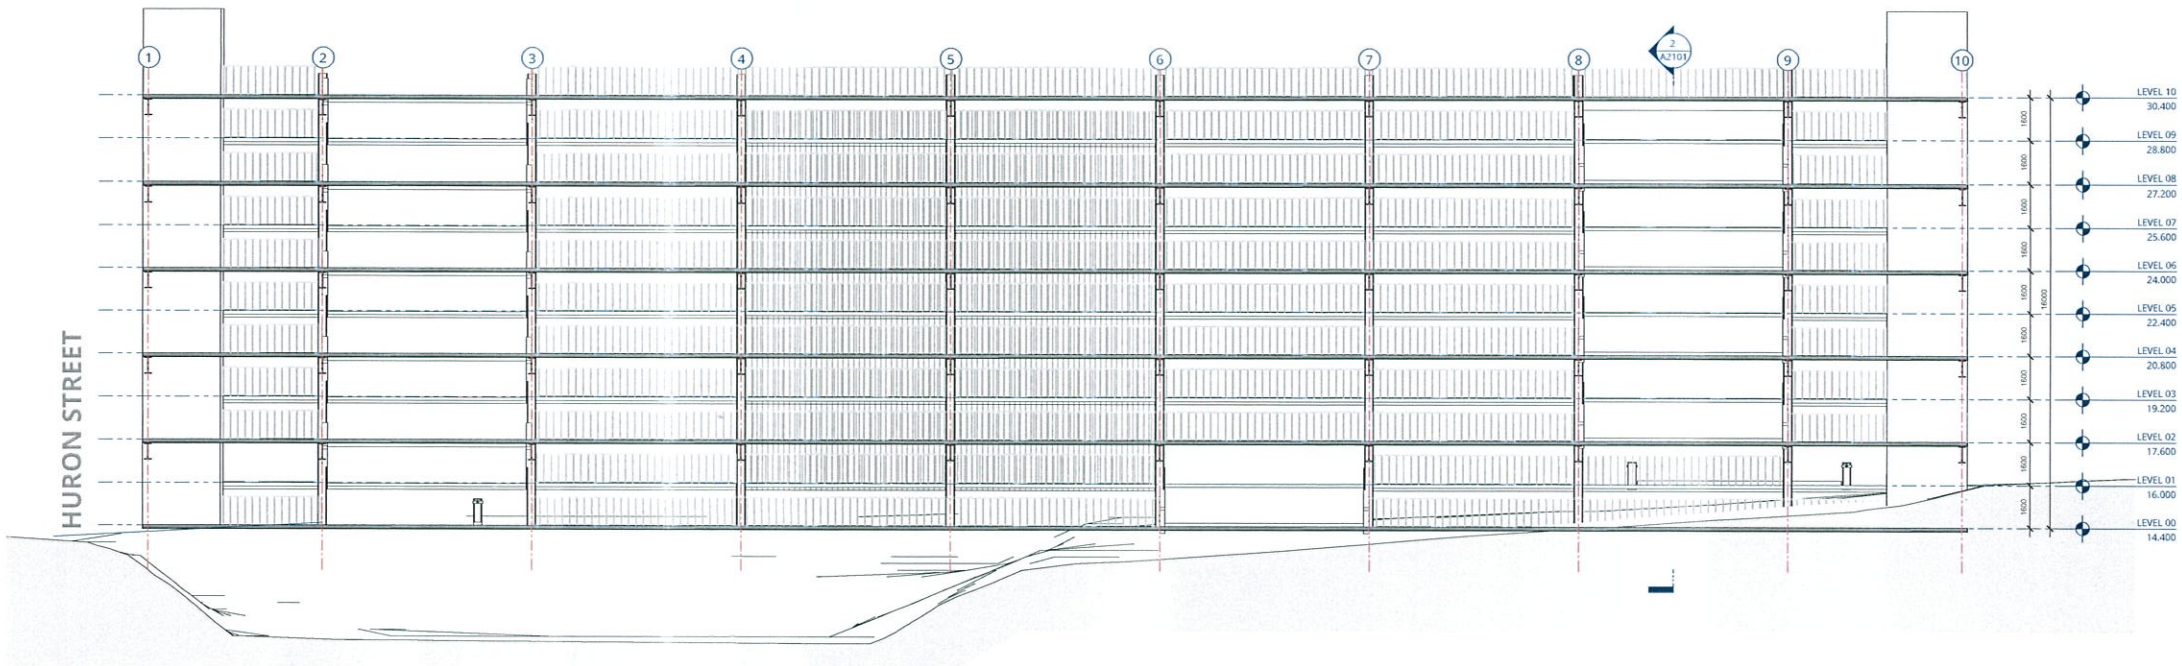 1 2 3 4 5 6 7 8 9 10
2
A2101
LEVEL 10
30.400
1600
LEVEL 09
28.800
1600
LEVEL 08
27.200
1600
LEVEL 07
25.600
1600
LEVEL 06
24.000
1600
16000
LEVEL 05
22.400
1600
LEVEL 04
20.800
1600
LEVEL 03
19.200
1600
LEVEL 02
17.600
1600
LEVEL 01
16.000
1600
LEVEL 00
14.400
HURON STREET